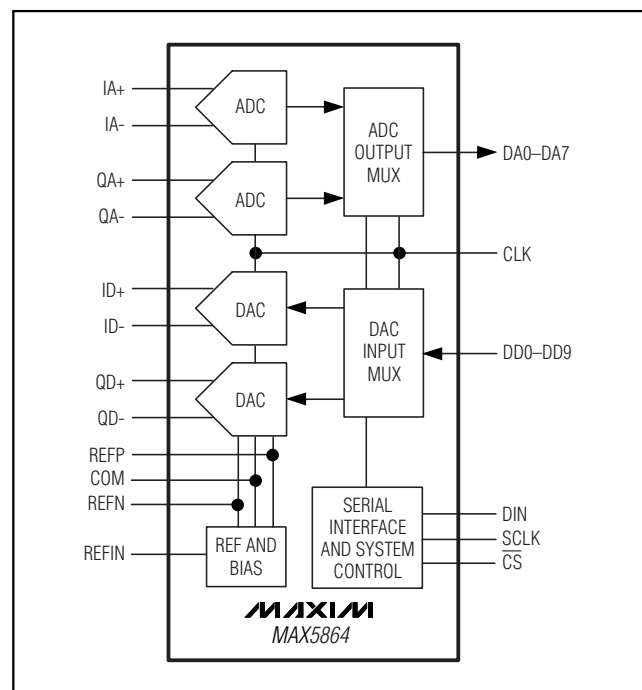 IA+
IA-
ADC
ADC
OUTPUT
MUX
DA0–DA7
QA+
QA-
ADC
CLK
ID+
ID-
DAC
DAC
INPUT
MUX
DD0–DD9
QD+
QD-
DAC
REFP
COM
REFN
REFIN
REF AND
BIAS
SERIAL
INTERFACE
AND SYSTEM
CONTROL
DIN
SCLK
C̅S̅
MAXIM
MAX5864